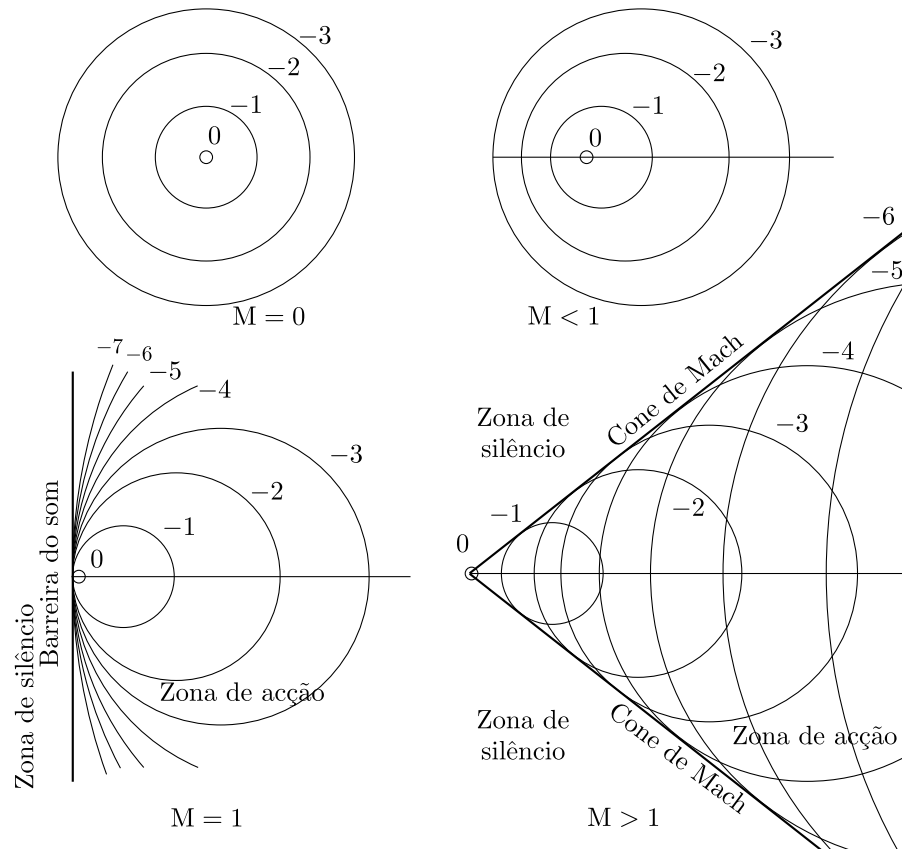 −3
−2
−1
0
M = 0
−3
−2
−1
0
M < 1
−7
−6
−5
−4
−3
−2
−1
0
Barreira do som
Zona de silêncio
Zona de acção
M = 1
−6
−5
−4
−3
−2
−1
0
Cone de Mach
Zona de
silêncio
Zona de
silêncio
Cone de Mach
Zona de acção
M > 1